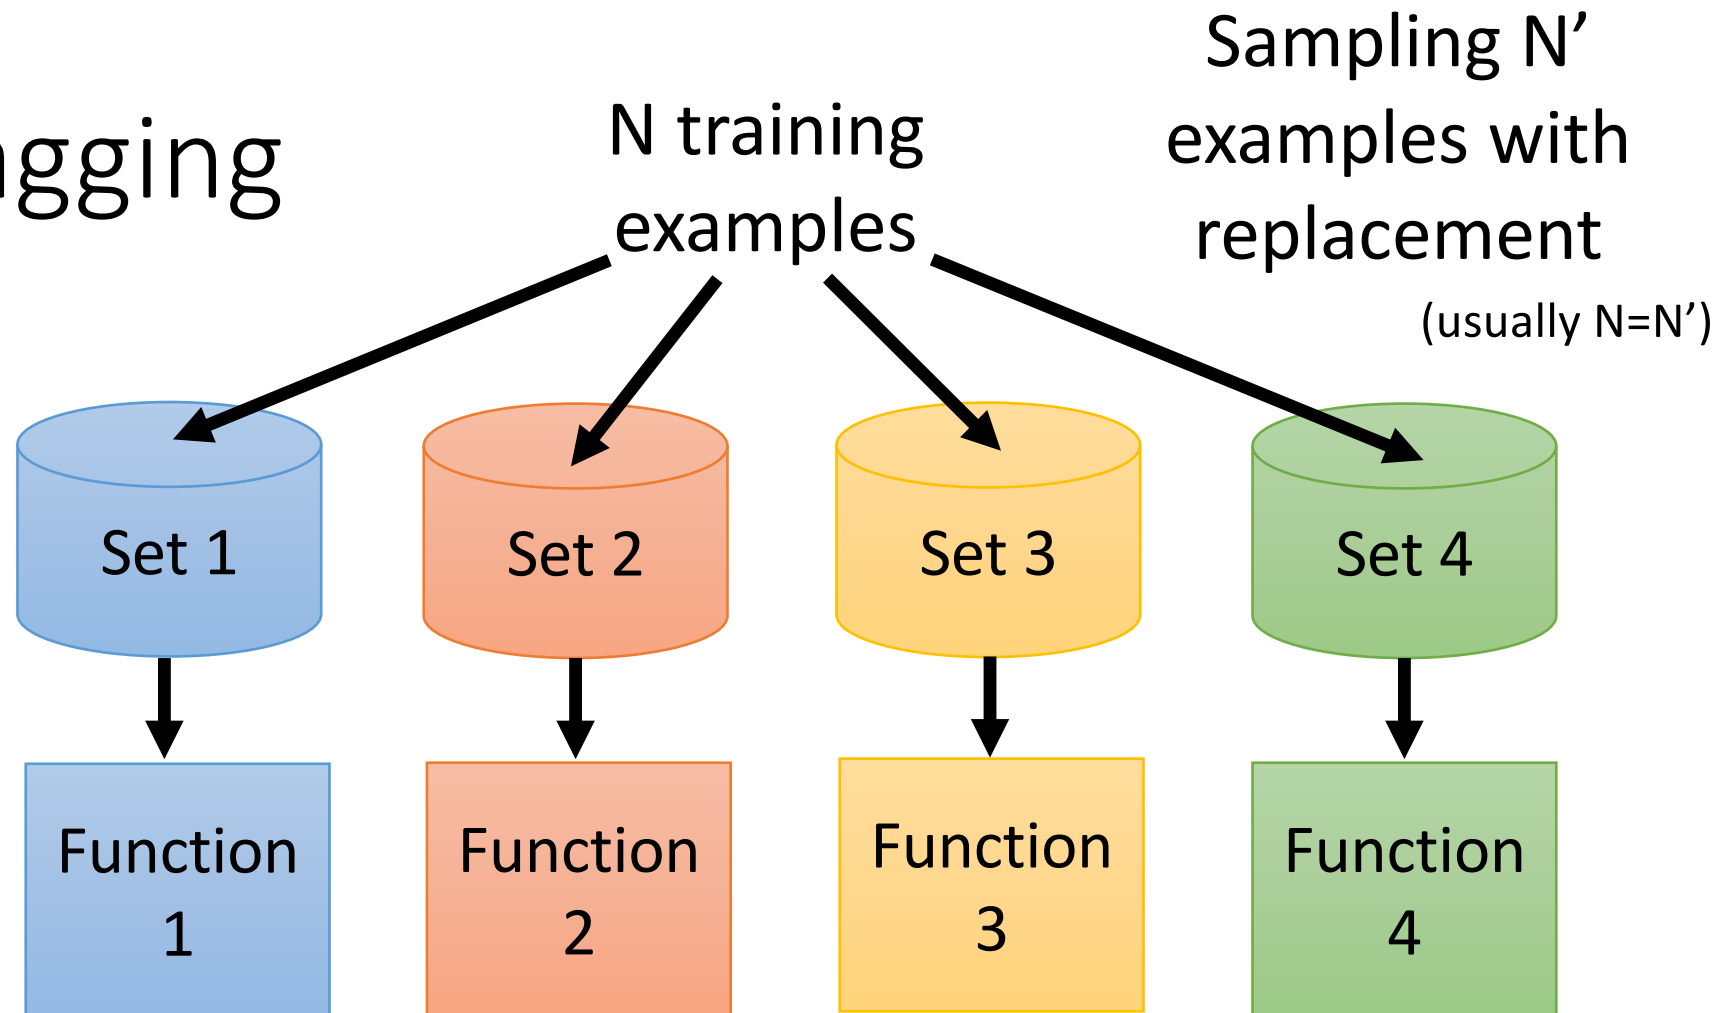 gging
N training
examples
Sampling N’
examples with
replacement
(usually N=N’)
Set 1
Set 2
Set 3
Set 4
Function
1
Function
2
Function
3
Function
4